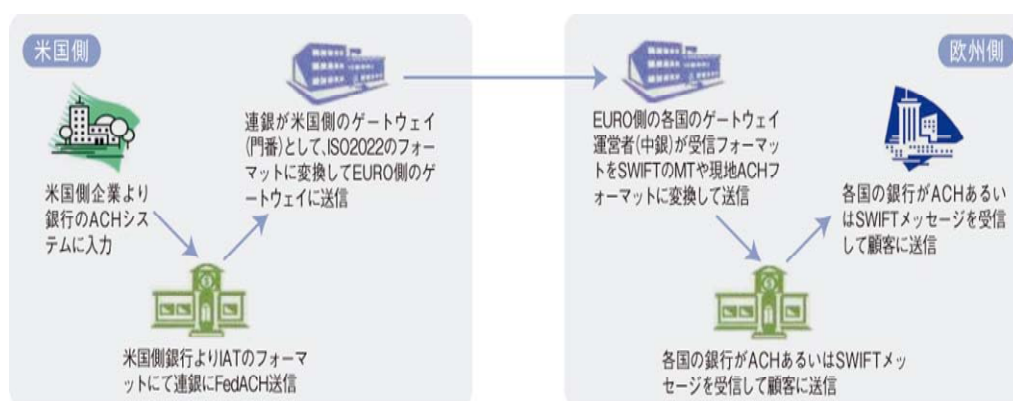 米国側
米国側企業より
銀行のACHシス
テムに入力
米国側銀行よりIATのフォーマ
ットにて連銀にFedACH送信
連銀が米国側のゲートウェイ
(門番)として、ISO2022のフォー
マットに変換してEURO側のゲ
ートウェイに送信
欧州側
EURO側の各国のゲートウェイ
運営者(中銀)が受信フォーマッ
トをSWIFTのMTや現地ACHフ
ォーマットに変換して送信
各国の銀行がACHあるいはSWIFTメッ
セージを受信して顧客に送信
各国の銀行がACHあるい
はSWIFTメッセージを受信
して顧客に送信